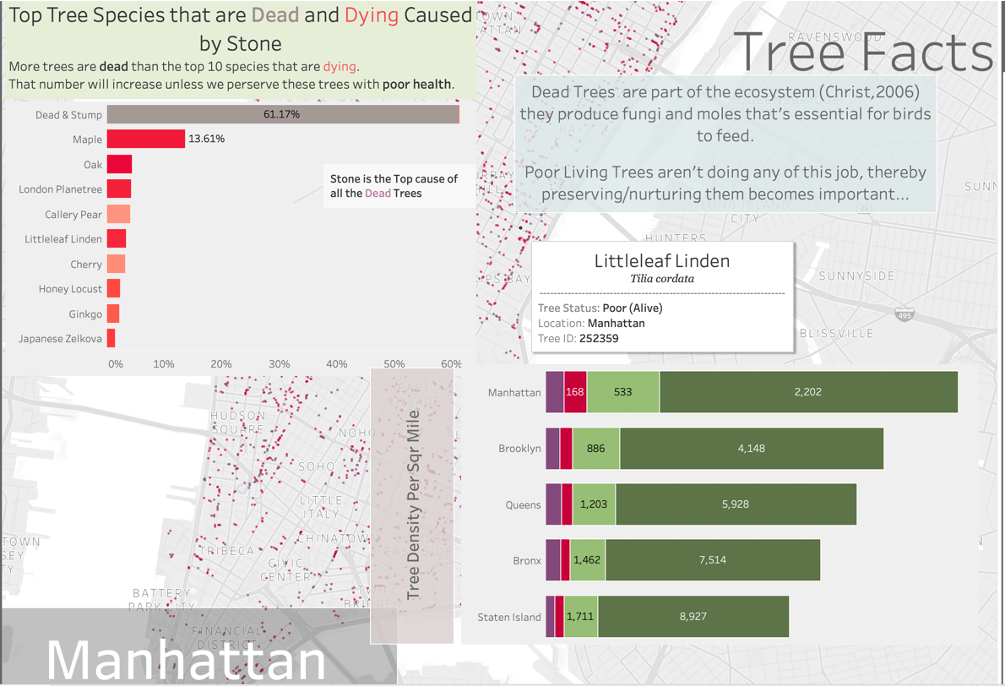 Top Tree Species that are Dead and Dying Caused
by Stone
More trees are dead than the top 10 species that are dying.
That number will increase unless we perserve these trees with poor health.
Dead & Stump
61.17%
Maple
13.61%
Oak
London Planetree
Callery Pear
Littleleaf Linden
Cherry
Honey Locust
Ginkgo
Japanese Zelkova
0% 10% 20% 30% 40% 50% 60%
Stone is the Top cause of
all the Dead Trees
RAVENSWOOD
Tree Facts
Dead Trees are part of the ecosystem (Christ,2006)
they produce fungi and moles that's essential for birds
to feed.
Poor Living Trees aren't doing any of this job, thereby
preserving/nurturing them becomes important...
CITY
HUNTERS
SUNNYSIDE
495
BLISSVILLE
Littleleaf Linden
Tilia cordata
Tree Status: Poor (Alive)
Location: Manhattan
Tree ID: 252359
HUDSON
SQUARE
SOHO
LITTLE
ITALY
TRIBECA
CIVIC
CENTER
BATTERY
PARK CITY
FINANCIAL
DISTRICT
Manhattan
Tree Density Per Sqr Mile
Manhattan 168 533 2,202
Brooklyn 886 4,148
Queens 1,203 5,928
Bronx 1,462 7,514
Staten Island 1,711 8,927